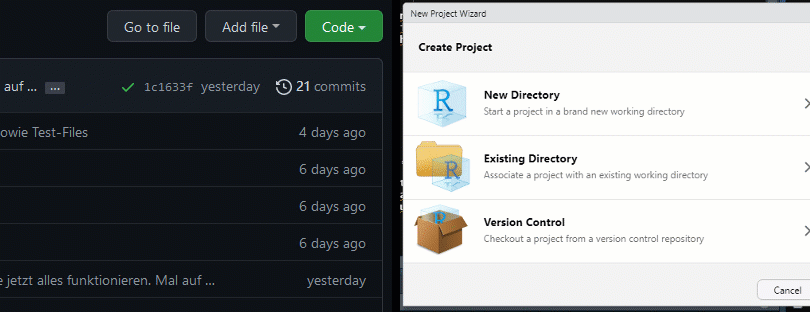 Go to file
Add file
Code
auf ...
1c1633f yesterday
21 commits
owie Test-Files
4 days ago
6 days ago
6 days ago
6 days ago
e jetzt alles funktionieren. Mal auf ...
yesterday
New Project Wizard
Create Project
R
New Directory
Start a project in a brand new working directory
R
Existing Directory
Associate a project with an existing working directory
R
Version Control
Checkout a project from a version control repository
Cancel